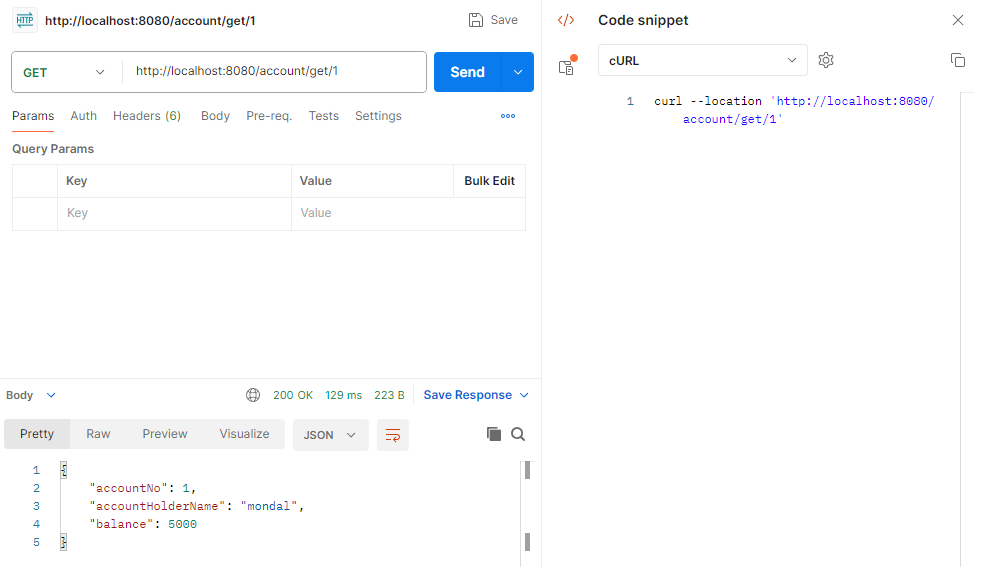 HTTP http://localhost:8080/account/get/1 Save
GET http://localhost:8080/account/get/1 Send
Params Auth Headers (6) Body Pre-req. Tests Settings
Query Params
Key Value Bulk Edit
Key Value
Body 200 OK 129 ms 223 B Save Response
Pretty Raw Preview Visualize JSON
1 {
2 "accountNo": 1,
3 "accountHolderName": "mondal",
4 "balance": 5000
5 }
</> Code snippet
cURL
1 curl --location 'http://localhost:8080/
account/get/1'